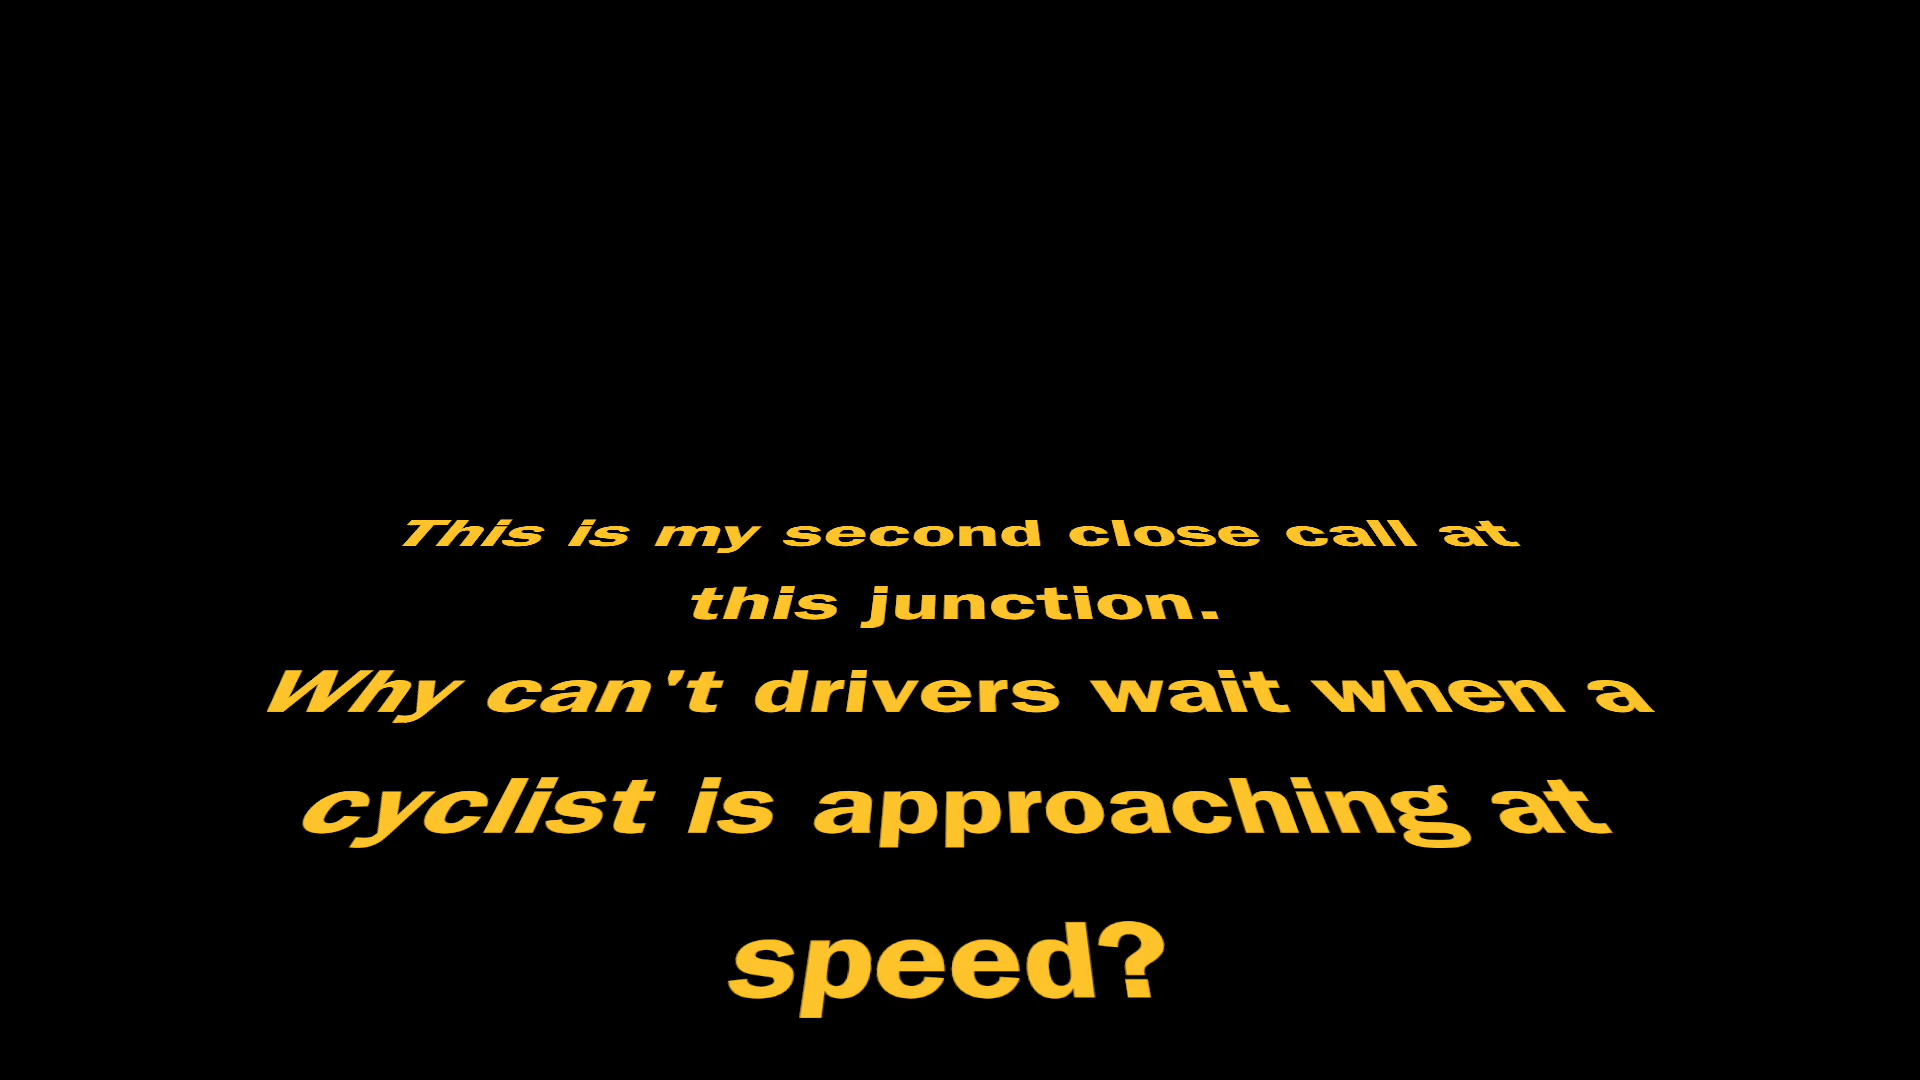 This is my second close call at
this junction.
Why can't drivers wait when a
cyclist is approaching at
speed?